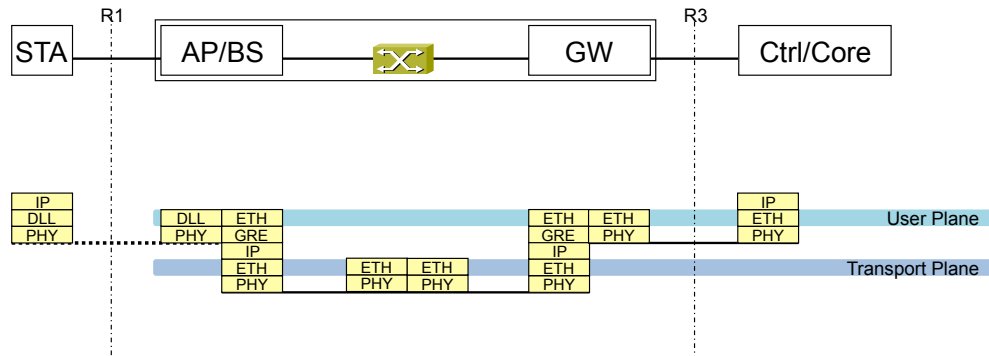 R1 R3
STA AP/BS GW Ctrl/Core
IP IP
DLL DLL ETH ETH ETH ETH User Plane
PHY PHY GRE GRE PHY PHY
IP IP
ETH ETH ETH ETH Transport Plane
PHY PHY PHY PHY